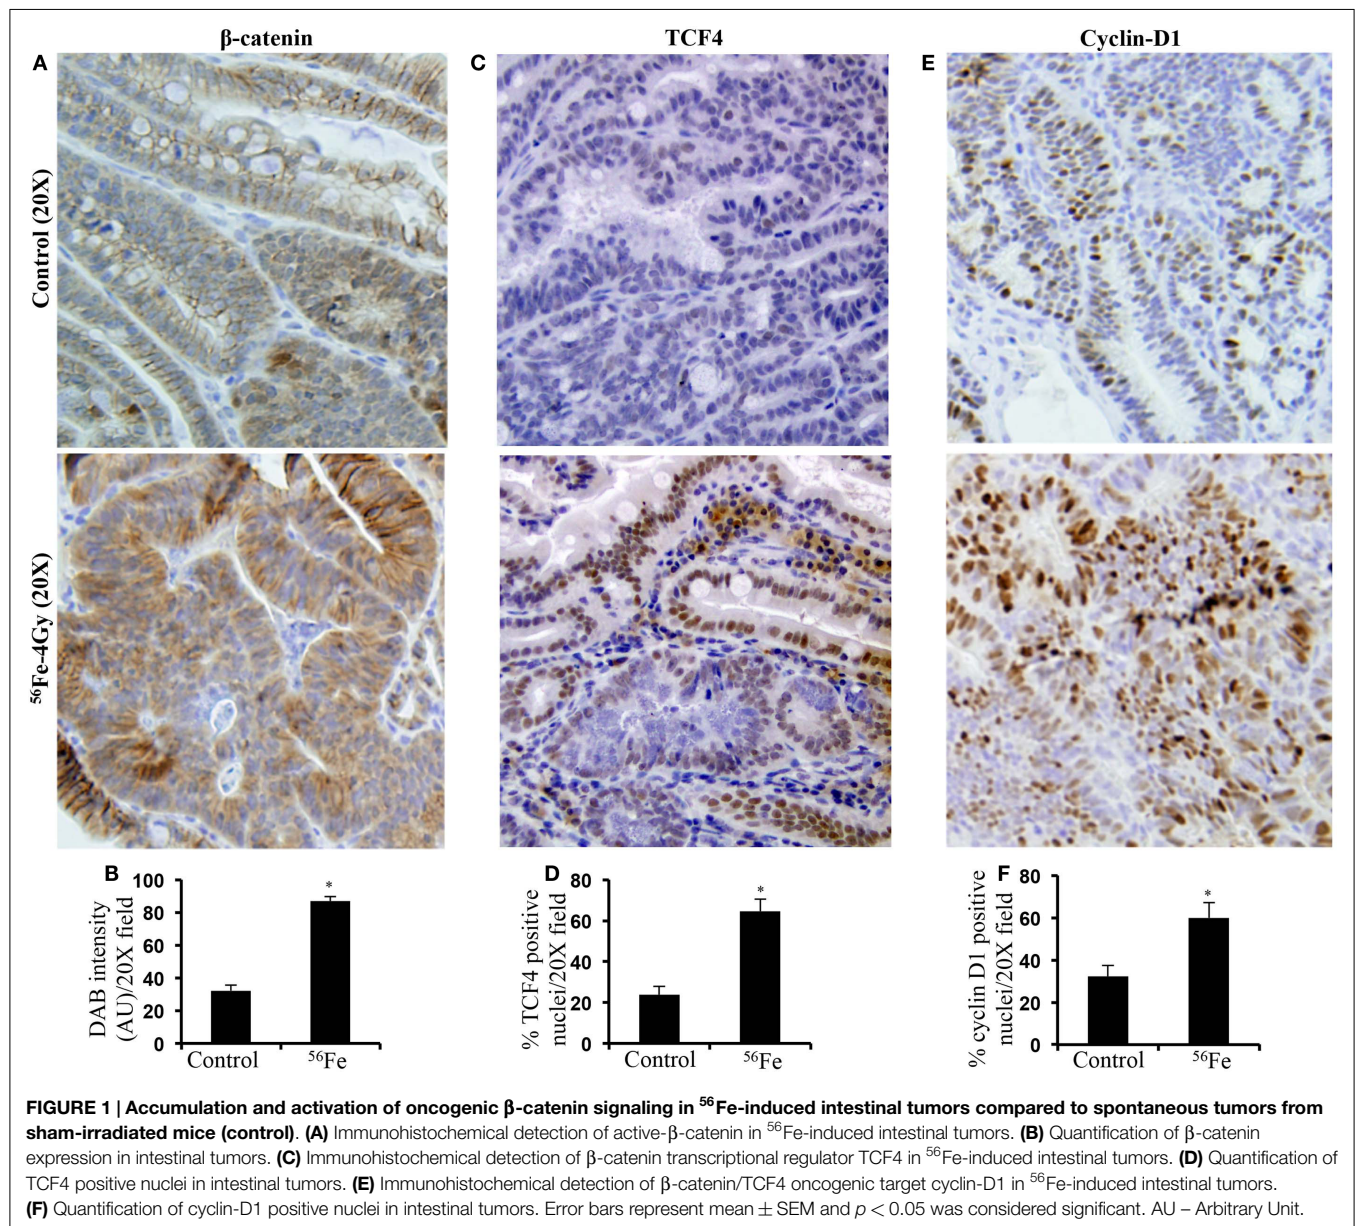 β-catenin
TCF4
Cyclin-D1
A
C
E
Control (20X)
⁵⁶Fe-4Gy (20X)
B
DAB intensity
(AU)/20X field
100
80
60
40
20
0
*
Control
⁵⁶Fe
D
% TCF4 positive
nuclei/20X field
80
60
40
20
0
*
Control
⁵⁶Fe
F
% cyclin D1 positive
nuclei/20X field
80
60
40
20
0
*
Control
⁵⁶Fe
FIGURE 1 | Accumulation and activation of oncogenic β-catenin signaling in ⁵⁶Fe-induced intestinal tumors compared to spontaneous tumors from
sham-irradiated mice (control). (A) Immunohistochemical detection of active-β-catenin in ⁵⁶Fe-induced intestinal tumors. (B) Quantification of β-catenin
expression in intestinal tumors. (C) Immunohistochemical detection of β-catenin transcriptional regulator TCF4 in ⁵⁶Fe-induced intestinal tumors. (D) Quantification of
TCF4 positive nuclei in intestinal tumors. (E) Immunohistochemical detection of β-catenin/TCF4 oncogenic target cyclin-D1 in ⁵⁶Fe-induced intestinal tumors.
(F) Quantification of cyclin-D1 positive nuclei in intestinal tumors. Error bars represent mean ± SEM and p < 0.05 was considered significant. AU – Arbitrary Unit.